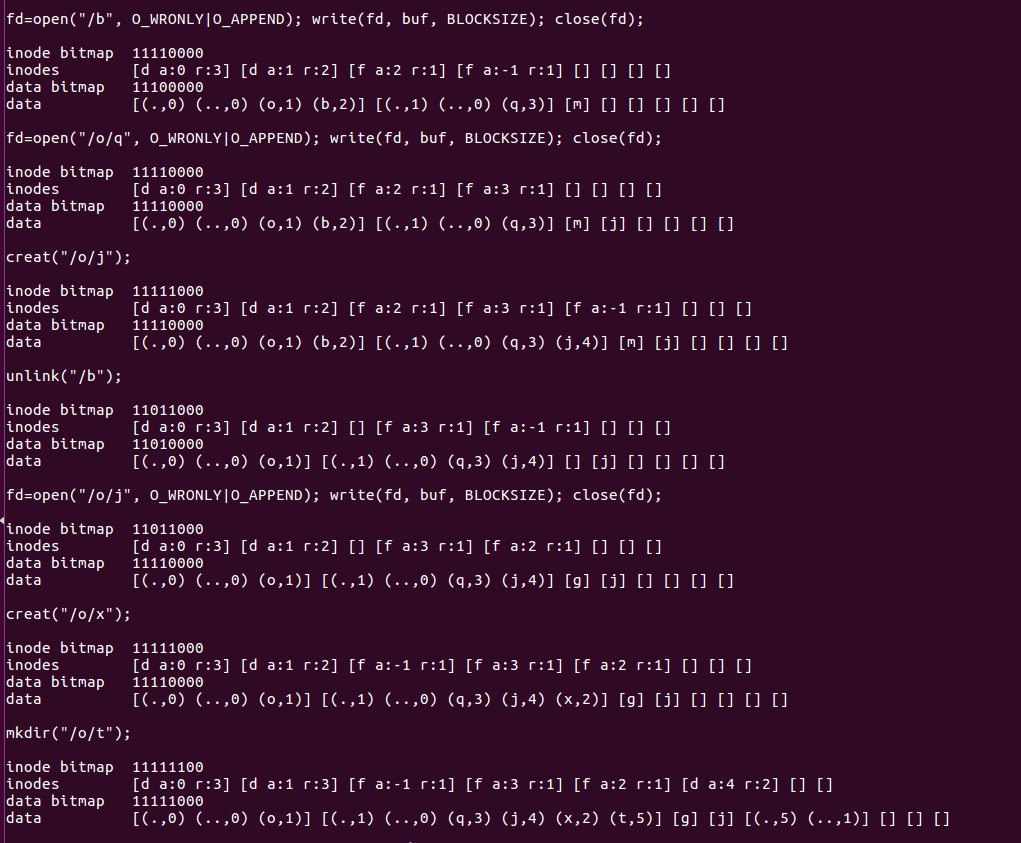 fd=open("/b", O_WRONLY|O_APPEND); write(fd, buf, BLOCKSIZE); close(fd);
inode bitmap  11110000
inodes        [d a:0 r:3] [d a:1 r:2] [f a:2 r:1] [f a:-1 r:1] [] [] [] []
data bitmap   11100000
data          [(.,0) (..,0) (o,1) (b,2)] [(.,1) (..,0) (q,3)] [m] [] [] [] [] []
fd=open("/o/q", O_WRONLY|O_APPEND); write(fd, buf, BLOCKSIZE); close(fd);
inode bitmap  11110000
inodes        [d a:0 r:3] [d a:1 r:2] [f a:2 r:1] [f a:3 r:1] [] [] [] []
data bitmap   11110000
data          [(.,0) (..,0) (o,1) (b,2)] [(.,1) (..,0) (q,3)] [m] [j] [] [] [] []
creat("/o/j");
inode bitmap  11111000
inodes        [d a:0 r:3] [d a:1 r:2] [f a:2 r:1] [f a:3 r:1] [f a:-1 r:1] [] [] []
data bitmap   11110000
data          [(.,0) (..,0) (o,1) (b,2)] [(.,1) (..,0) (q,3) (j,4)] [m] [j] [] [] [] []
unlink("/b");
inode bitmap  11011000
inodes        [d a:0 r:3] [d a:1 r:2] [] [f a:3 r:1] [f a:-1 r:1] [] [] []
data bitmap   11010000
data          [(.,0) (..,0) (o,1)] [(.,1) (..,0) (q,3) (j,4)] [] [j] [] [] [] []
fd=open("/o/j", O_WRONLY|O_APPEND); write(fd, buf, BLOCKSIZE); close(fd);
inode bitmap  11011000
inodes        [d a:0 r:3] [d a:1 r:2] [] [f a:3 r:1] [f a:2 r:1] [] [] []
data bitmap   11110000
data          [(.,0) (..,0) (o,1)] [(.,1) (..,0) (q,3) (j,4)] [g] [j] [] [] [] []
creat("/o/x");
inode bitmap  11111000
inodes        [d a:0 r:3] [d a:1 r:2] [f a:-1 r:1] [f a:3 r:1] [f a:2 r:1] [] [] []
data bitmap   11110000
data          [(.,0) (..,0) (o,1)] [(.,1) (..,0) (q,3) (j,4) (x,2)] [g] [j] [] [] [] []
mkdir("/o/t");
inode bitmap  11111100
inodes        [d a:0 r:3] [d a:1 r:3] [f a:-1 r:1] [f a:3 r:1] [f a:2 r:1] [d a:4 r:2] [] []
data bitmap   11111000
data          [(.,0) (..,0) (o,1)] [(.,1) (..,0) (q,3) (j,4) (x,2) (t,5)] [g] [j] [(.,5) (..,1)] [] [] []